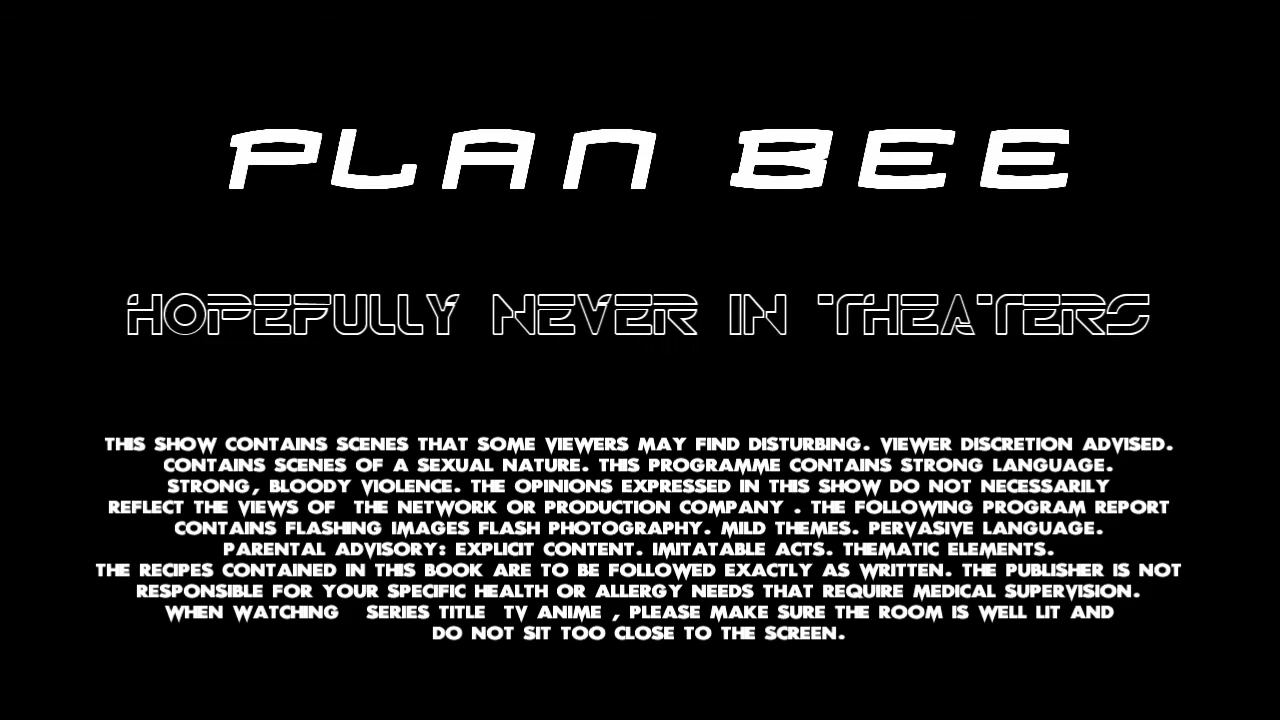 PLAN BEE
HOPEFULLY NEVER IN THEATERS
THIS SHOW CONTAINS SCENES THAT SOME VIEWERS MAY FIND DISTURBING. VIEWER DISCRETION ADVISED.
CONTAINS SCENES OF A SEXUAL NATURE. THIS PROGRAMME CONTAINS STRONG LANGUAGE.
STRONG, BLOODY VIOLENCE. THE OPINIONS EXPRESSED IN THIS SHOW DO NOT NECESSARILY
REFLECT THE VIEWS OF THE NETWORK OR PRODUCTION COMPANY . THE FOLLOWING PROGRAM REPORT
CONTAINS FLASHING IMAGES FLASH PHOTOGRAPHY. MILD THEMES. PERVASIVE LANGUAGE.
PARENTAL ADVISORY: EXPLICIT CONTENT. IMITATABLE ACTS. THEMATIC ELEMENTS.
THE RECIPES CONTAINED IN THIS BOOK ARE TO BE FOLLOWED EXACTLY AS WRITTEN. THE PUBLISHER IS NOT
RESPONSIBLE FOR YOUR SPECIFIC HEALTH OR ALLERGY NEEDS THAT REQUIRE MEDICAL SUPERVISION.
WHEN WATCHING SERIES TITLE TV ANIME , PLEASE MAKE SURE THE ROOM IS WELL LIT AND
DO NOT SIT TOO CLOSE TO THE SCREEN.